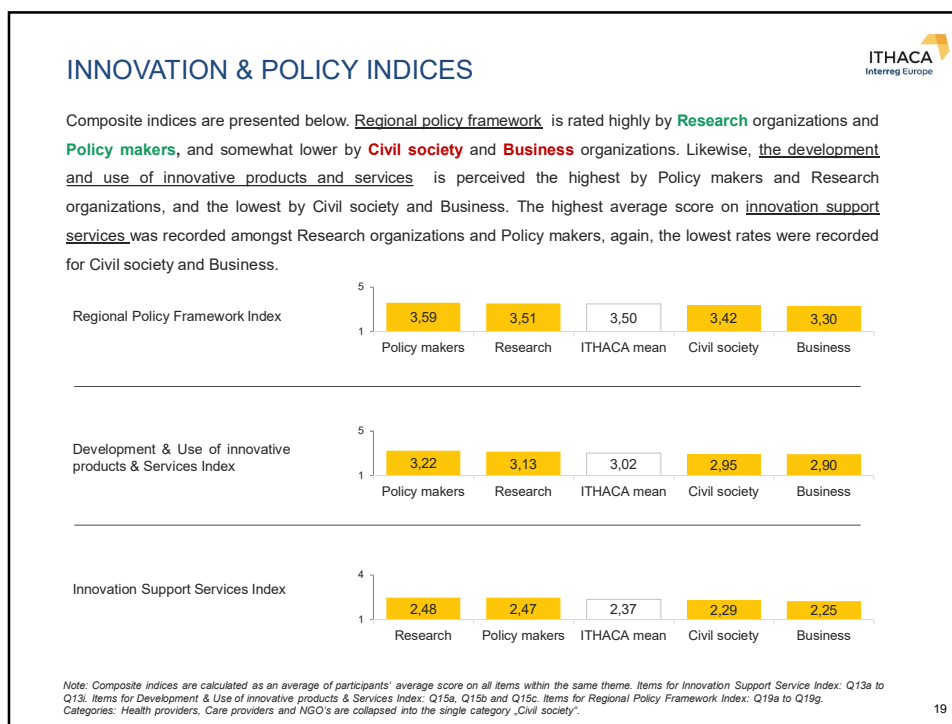 INNOVATION & POLICY INDICES
ITHACA
Interreg Europe
Composite indices are presented below. Regional policy framework is rated highly by Research organizations and
Policy makers, and somewhat lower by Civil society and Business organizations. Likewise, the development
and use of innovative products and services is perceived the highest by Policy makers and Research
organizations, and the lowest by Civil society and Business. The highest average score on innovation support
services was recorded amongst Research organizations and Policy makers, again, the lowest rates were recorded
for Civil society and Business.
Regional Policy Framework Index
5
1
3,59 3,51 3,50 3,42 3,30
Policy makers Research ITHACA mean Civil society Business
Development & Use of innovative
products & Services Index
5
1
3,22 3,13 3,02 2,95 2,90
Policy makers Research ITHACA mean Civil society Business
Innovation Support Services Index
4
1
2,48 2,47 2,37 2,29 2,25
Research Policy makers ITHACA mean Civil society Business
Note: Composite indices are calculated as an average of participants' average score on all items within the same theme. Items for Innovation Support Service Index: Q13a to
Q13i. Items for Development & Use of innovative products & Services Index: Q15a, Q15b and Q15c. Items for Regional Policy Framework Index: Q19a to Q19g.
Categories: Health providers, Care providers and NGO's are collapsed into the single category „Civil society“.
19